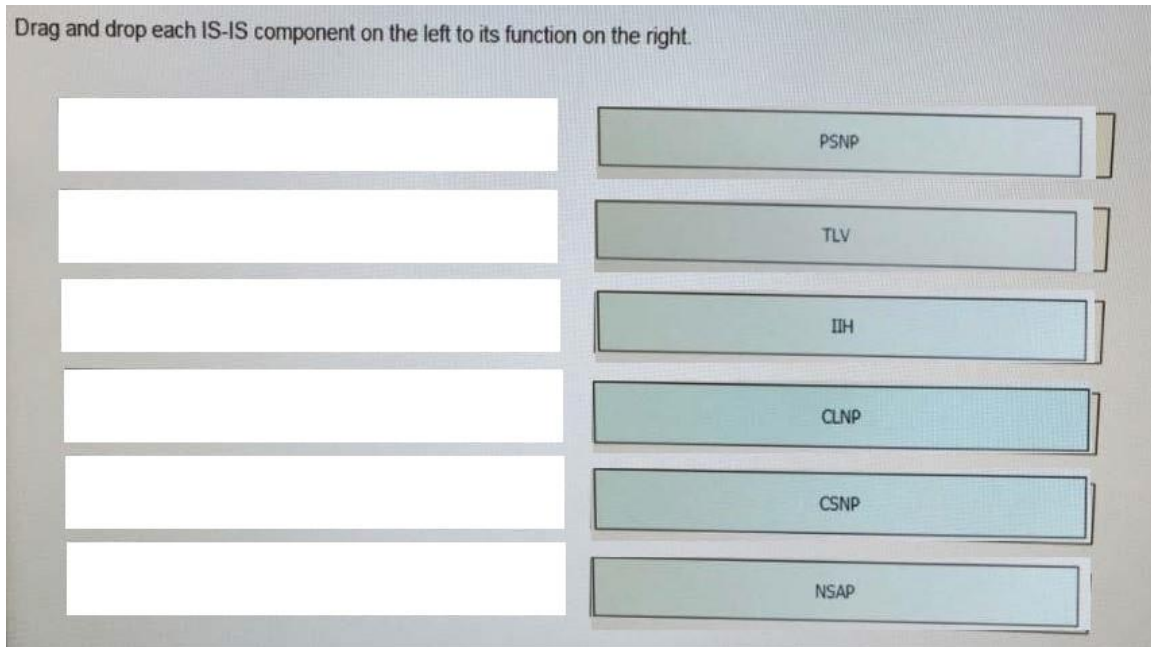 Drag and drop each IS-IS component on the left to its function on the right.
PSNP
TLV
IIH
CLNP
CSNP
NSAP